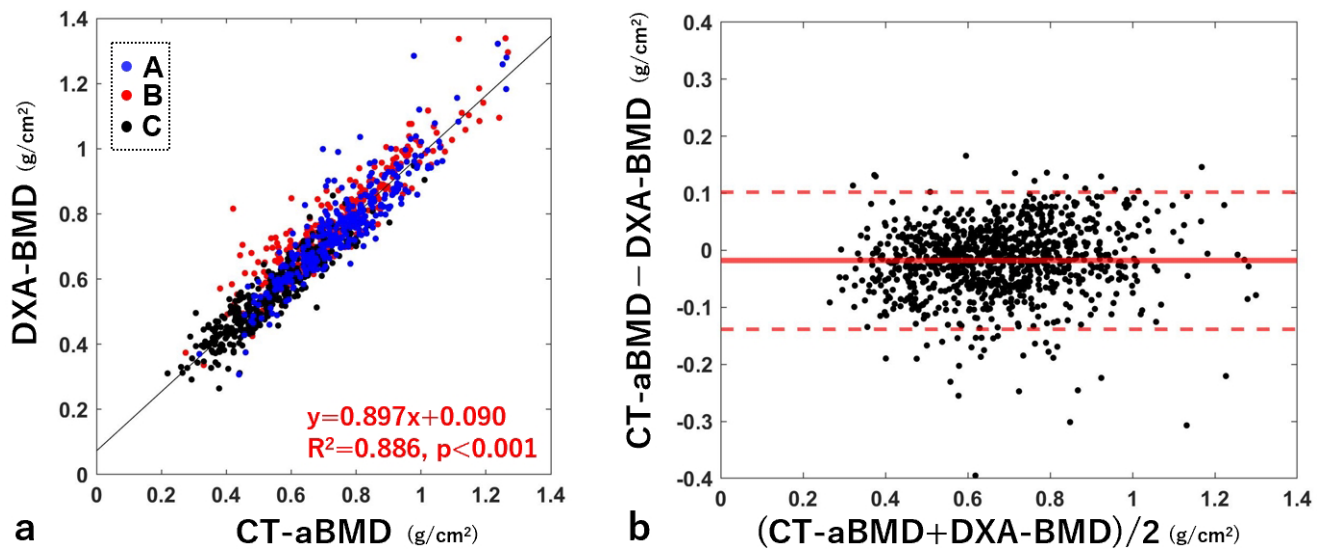 DXA-BMD (g/cm²)
1.4
1.2
1
0.8
0.6
0.4
0.2
0
A
B
C
y=0.897x+0.090
R²=0.886, p<0.001
0 0.2 0.4 0.6 0.8 1 1.2 1.4
a
CT-aBMD (g/cm²)
CT-aBMD－DXA-BMD (g/cm²)
0.4
0.3
0.2
0.1
0
-0.1
-0.2
-0.3
-0.4
0 0.2 0.4 0.6 0.8 1 1.2 1.4
b
(CT-aBMD+DXA-BMD)/2 (g/cm²)